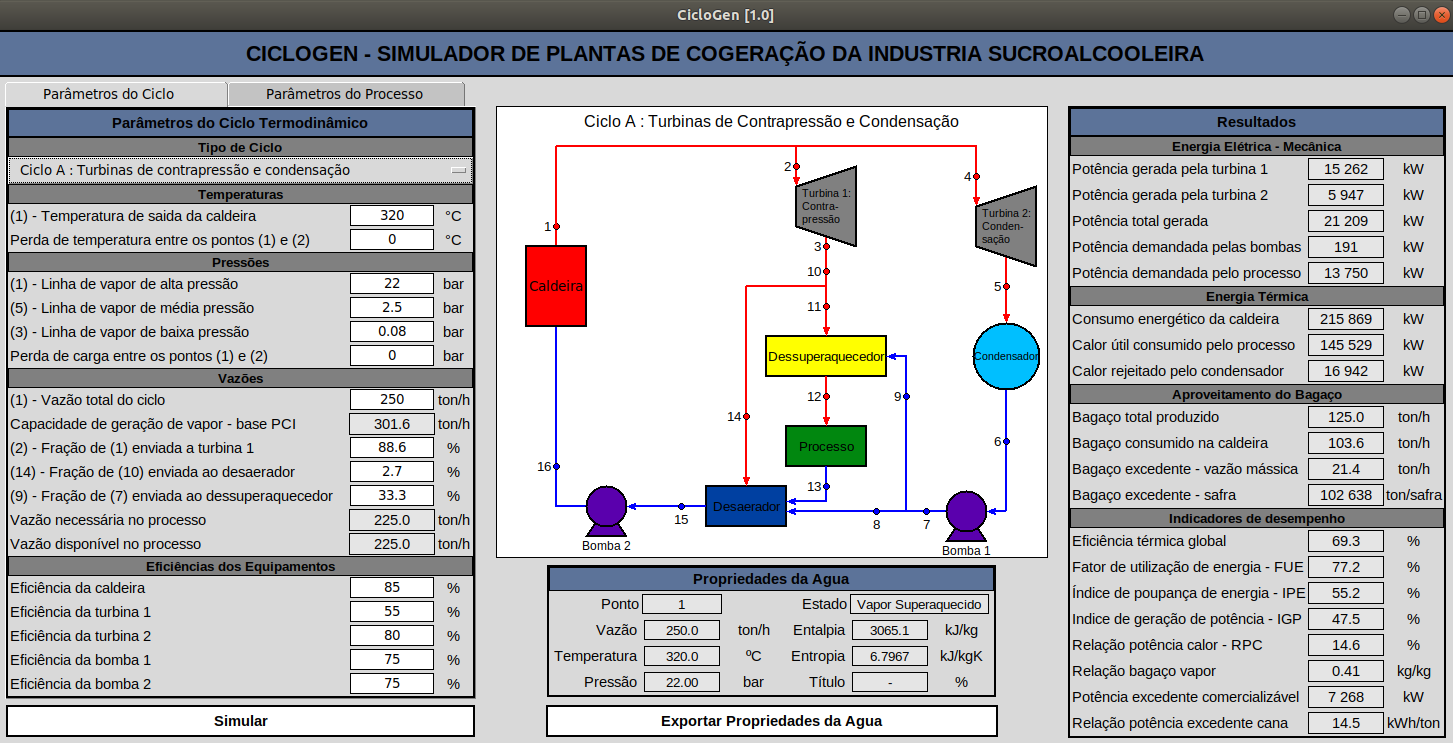 CicloGen [1.0]
CICLOGEN - SIMULADOR DE PLANTAS DE COGERAÇÃO DA INDUSTRIA SUCROALCOOLEIRA
Parâmetros do Ciclo
Parâmetros do Processo
Parâmetros do Ciclo Termodinâmico
Tipo de Ciclo
Ciclo A : Turbinas de contrapressão e condensação
Temperaturas
(1) - Temperatura de saida da caldeira 320 °C
Perda de temperatura entre os pontos (1) e (2) 0 °C
Pressões
(1) - Linha de vapor de alta pressão 22 bar
(5) - Linha de vapor de média pressão 2.5 bar
(3) - Linha de vapor de baixa pressão 0.08 bar
Perda de carga entre os pontos (1) e (2) 0 bar
Vazões
(1) - Vazão total do ciclo 250 ton/h
Capacidade de geração de vapor - base PCI 301.6 ton/h
(2) - Fração de (1) enviada a turbina 1 88.6 %
(14) - Fração de (10) enviada ao desaerador 2.7 %
(9) - Fração de (7) enviada ao dessuperaquecedor 33.3 %
Vazão necessária no processo 225.0 ton/h
Vazão disponível no processo 225.0 ton/h
Eficiências dos Equipamentos
Eficiência da caldeira 85 %
Eficiência da turbina 1 55 %
Eficiência da turbina 2 80 %
Eficiência da bomba 1 75 %
Eficiência da bomba 2 75 %
Simular
Ciclo A : Turbinas de Contrapressão e Condensação
2
4
Turbina 1:
Contra-
pressão
Turbina 2:
Conden-
sação
1
3
10
Caldeira
5
11
Dessuperaquecedor
Condensador
12
9
14
Processo
6
16
13
Desaerador
15
8
7
Bomba 2
Bomba 1
Propriedades da Agua
Ponto 1 Estado Vapor Superaquecido
Vazão 250.0 ton/h Entalpia 3065.1 kJ/kg
Temperatura 320.0 ºC Entropia 6.7967 kJ/kgK
Pressão 22.00 bar Título - %
Exportar Propriedades da Agua
Resultados
Energia Elétrica - Mecânica
Potência gerada pela turbina 1 15 262 kW
Potência gerada pela turbina 2 5 947 kW
Potência total gerada 21 209 kW
Potência demandada pelas bombas 191 kW
Potência demandada pelo processo 13 750 kW
Energia Térmica
Consumo energético da caldeira 215 869 kW
Calor útil consumido pelo processo 145 529 kW
Calor rejeitado pelo condensador 16 942 kW
Aproveitamento do Bagaço
Bagaço total produzido 125.0 ton/h
Bagaço consumido na caldeira 103.6 ton/h
Bagaço excedente - vazão mássica 21.4 ton/h
Bagaço excedente - safra 102 638 ton/safra
Indicadores de desempenho
Eficiência térmica global 69.3 %
Fator de utilização de energia - FUE 77.2 %
Índice de poupança de energia - IPE 55.2 %
Indice de geração de potência - IGP 47.5 %
Relação potência calor - RPC 14.6 %
Relação bagaço vapor 0.41 kg/kg
Potência excedente comercializável 7 268 kW
Relação potência excedente cana 14.5 kWh/ton